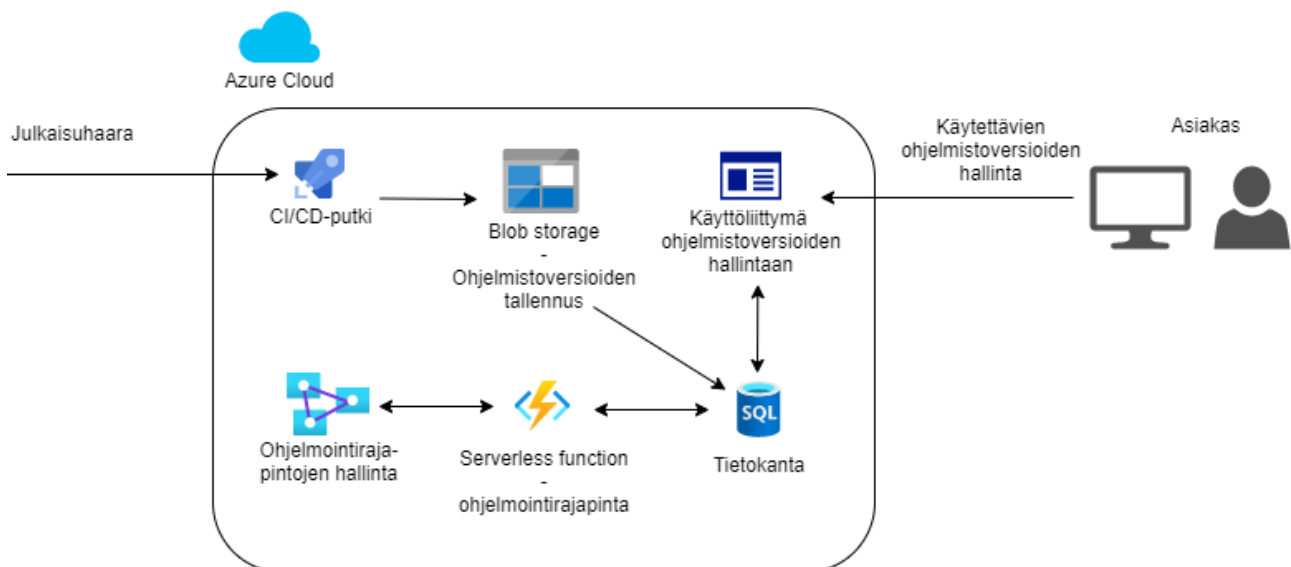 Azure Cloud
Julkaisuhaara
Käytettävien
ohjelmistoversioiden
hallinta
Asiakas
CI/CD-putki
Blob storage
-
Ohjelmistoversioiden
tallennus
Käyttöliittymä
ohjelmistoversioiden
hallintaan
Ohjelmointiraja-
pintojen hallinta
Serverless function
-
ohjelmointirajapinta
SQL
Tietokanta